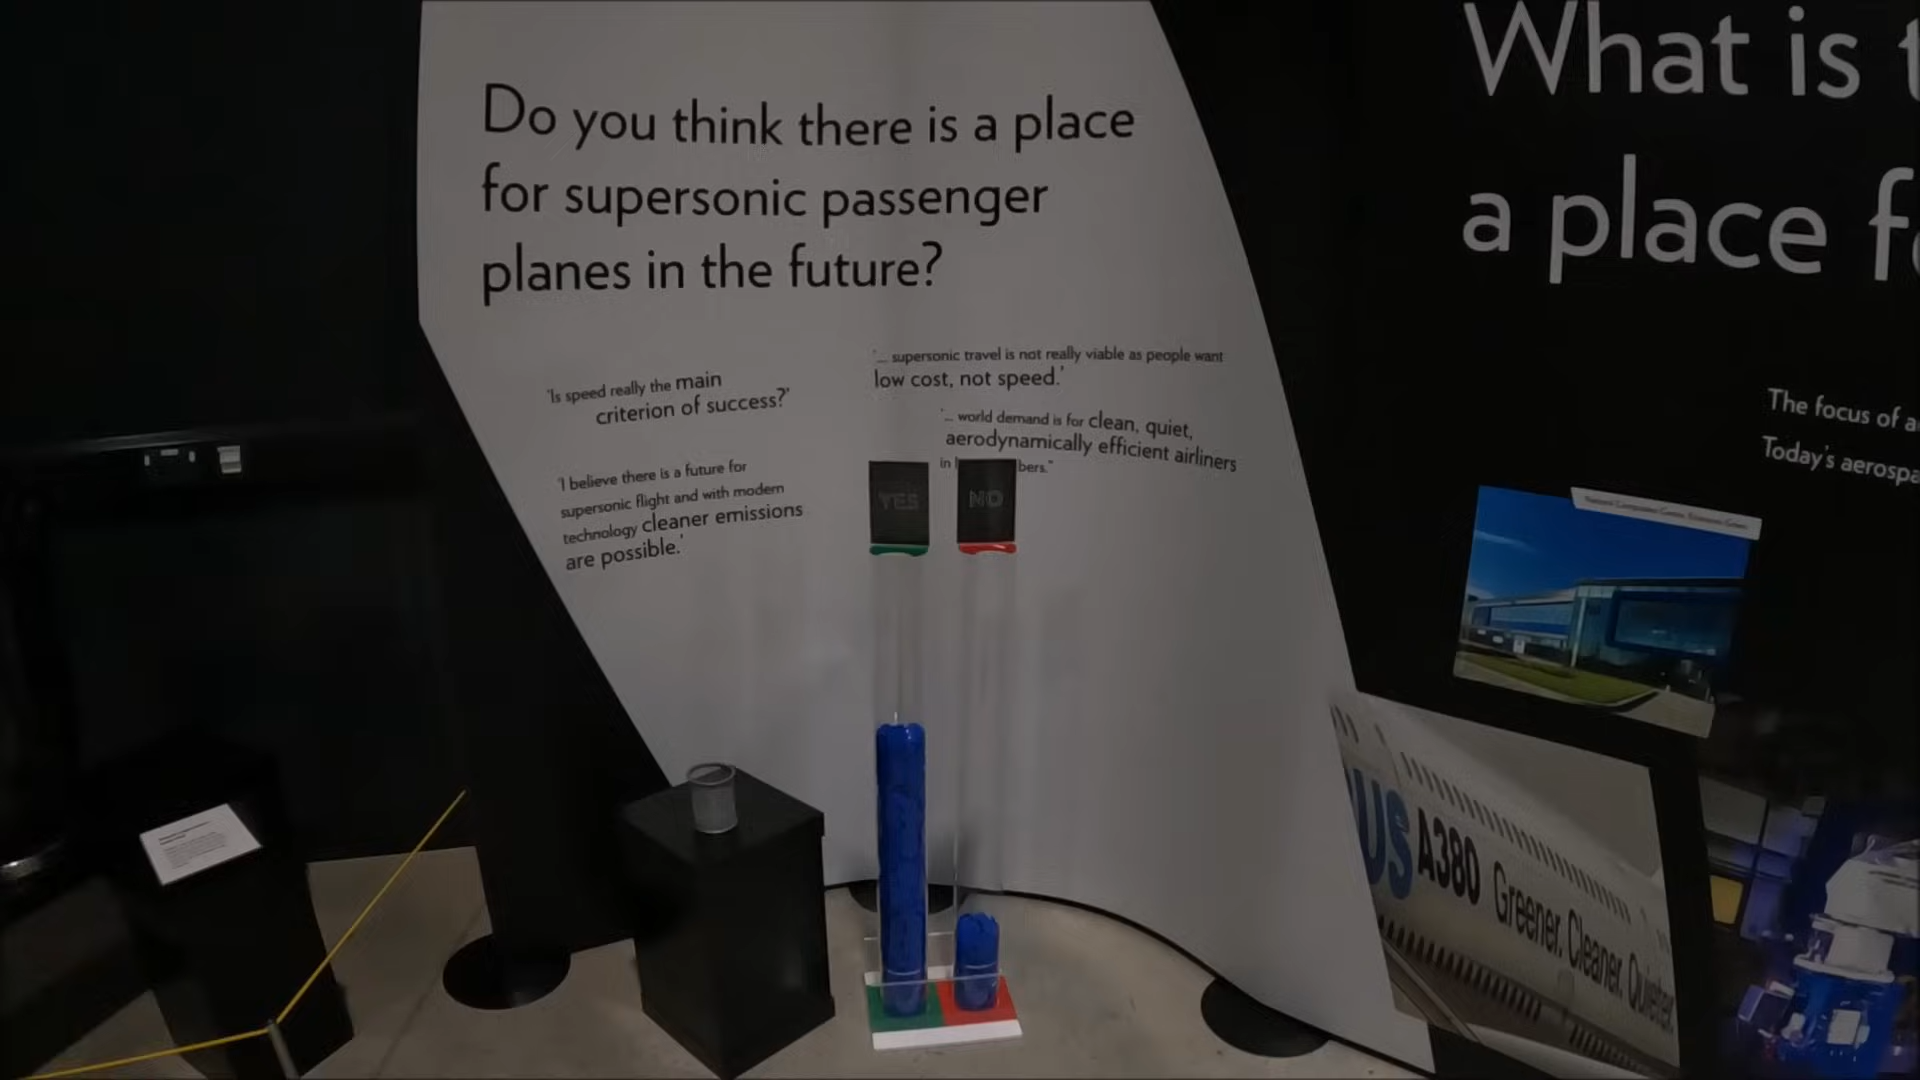 Do you think there is a place
for supersonic passenger
planes in the future?
'Is speed really the main
criterion of success?'
'I believe there is a future for
supersonic flight and with modern
technology cleaner emissions
are possible.'
'... supersonic travel is not really viable as people want
low cost, not speed.'
'... world demand is for clean, quiet,
aerodynamically efficient airliners
in
bers."
YES
NO
What is
a place
The focus of a
Today's aerospa
US A380 Greener. Cleaner. Quieter.